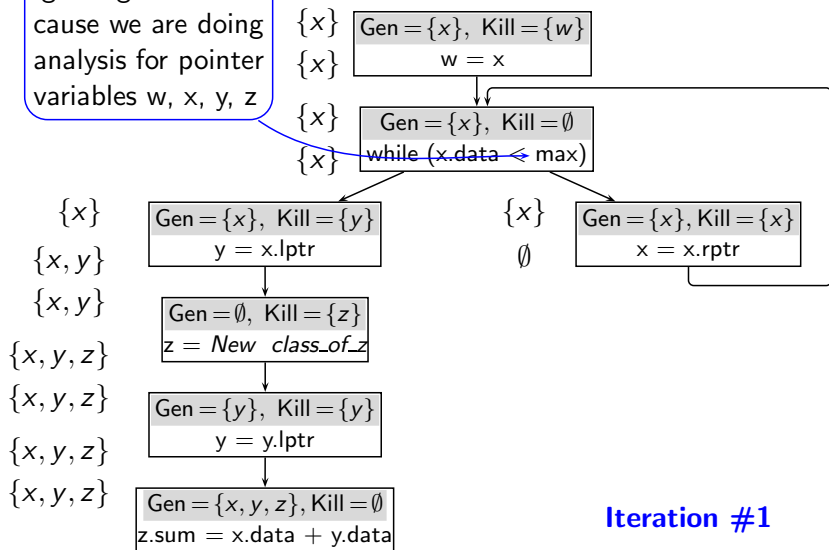 cause we are doing
analysis for pointer
variables w, x, y, z
{x}
Gen = {x}, Kill = {w}
{x}
w = x
{x}
Gen = {x}, Kill = ∅
{x}
while (x.data < max)
{x}
Gen = {x}, Kill = {y}
{x, y}
y = x.lptr
{x}
Gen = {x}, Kill = {x}
∅
x = x.rptr
{x, y}
Gen = ∅, Kill = {z}
{x, y, z}
z = New class_of_z
{x, y, z}
Gen = {y}, Kill = {y}
{x, y, z}
y = y.lptr
{x, y, z}
Gen = {x, y, z}, Kill = ∅
z.sum = x.data + y.data
Iteration #1